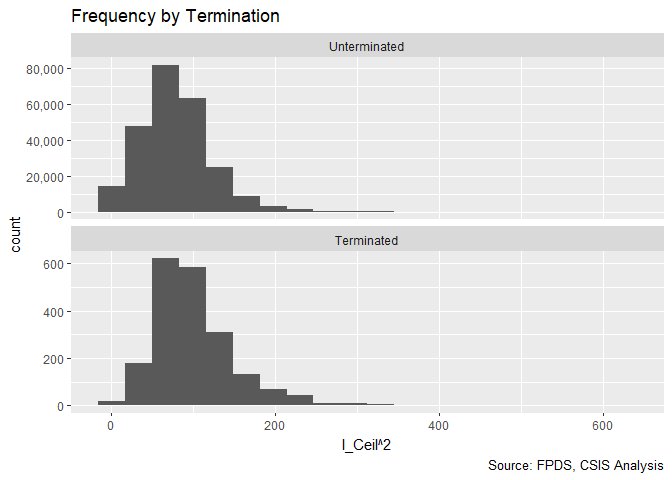 Frequency by Termination
Unterminated
80,000
60,000
40,000
20,000
0
count
Terminated
600
400
200
0
0 200 400 600
l_Ceil^2
Source: FPDS, CSIS Analysis